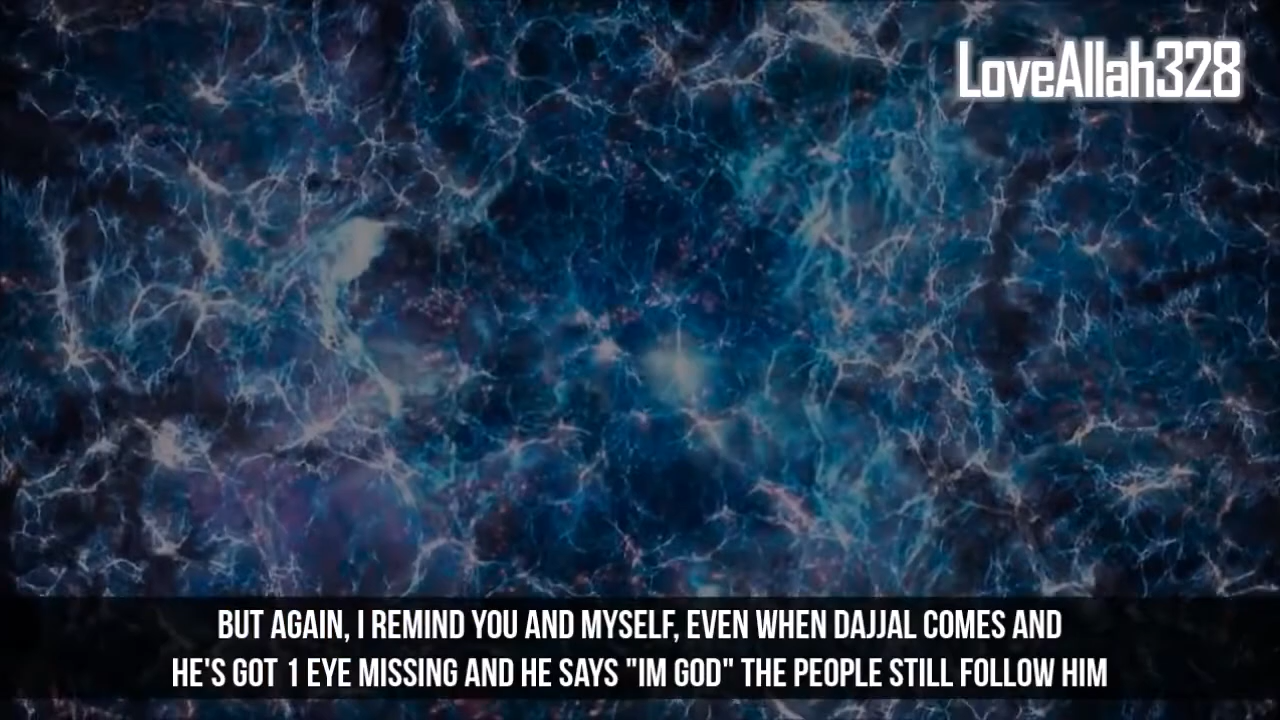 LoveAllah328
BUT AGAIN, I REMIND YOU AND MYSELF, EVEN WHEN DAJJAL COMES AND
HE'S GOT 1 EYE MISSING AND HE SAYS "IM GOD" THE PEOPLE STILL FOLLOW HIM